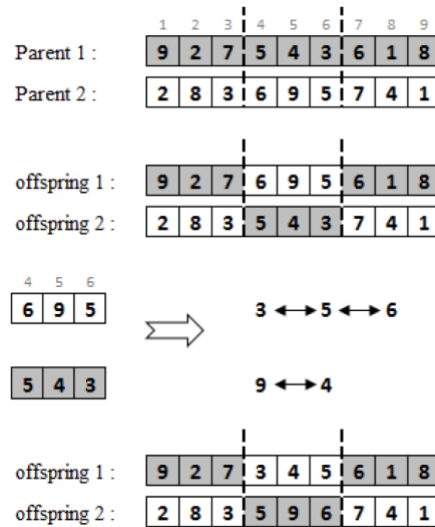 1 2 3 4 5 6 7 8 9
Parent 1 : 9 2 7 5 4 3 6 1 8
Parent 2 : 2 8 3 6 9 5 7 4 1
offspring 1 : 9 2 7 6 9 5 6 1 8
offspring 2 : 2 8 3 5 4 3 7 4 1
4 5 6
6 9 5
3 5 6
5 4 3
9 4
offspring 1 : 9 2 7 3 4 5 6 1 8
offspring 2 : 2 8 3 5 9 6 7 4 1